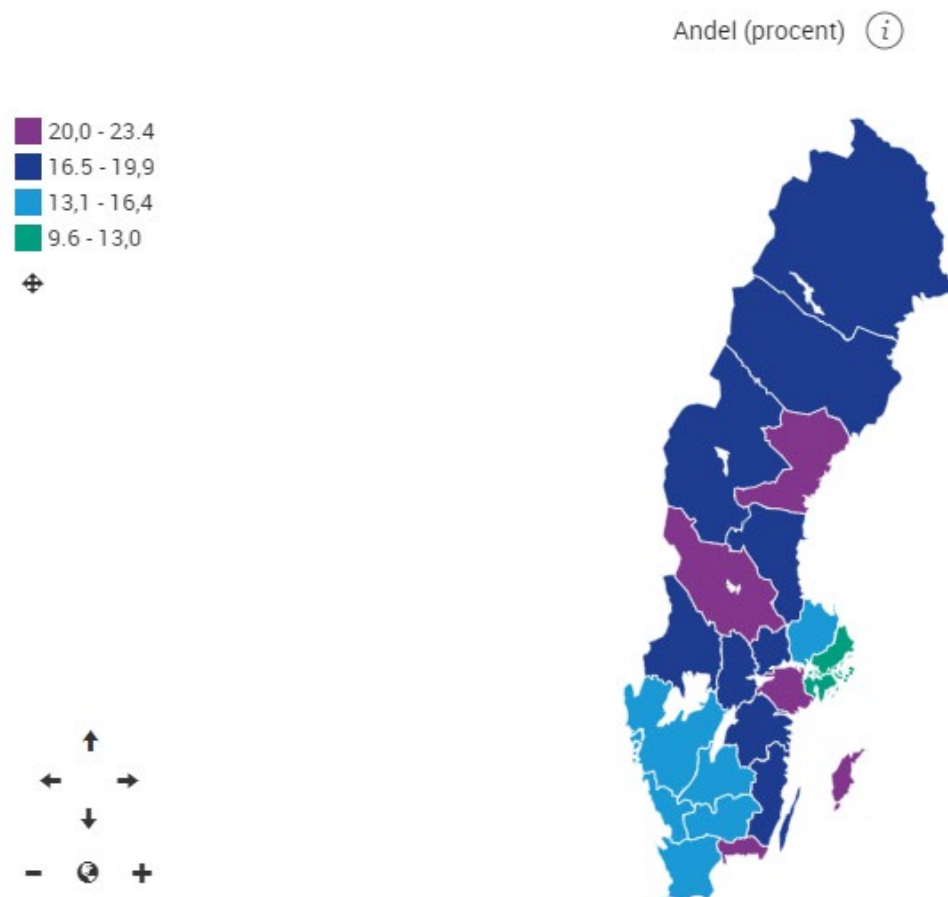 Andel (procent) i
20,0 - 23.4
16.5 - 19,9
13,1 - 16,4
9.6 - 13,0